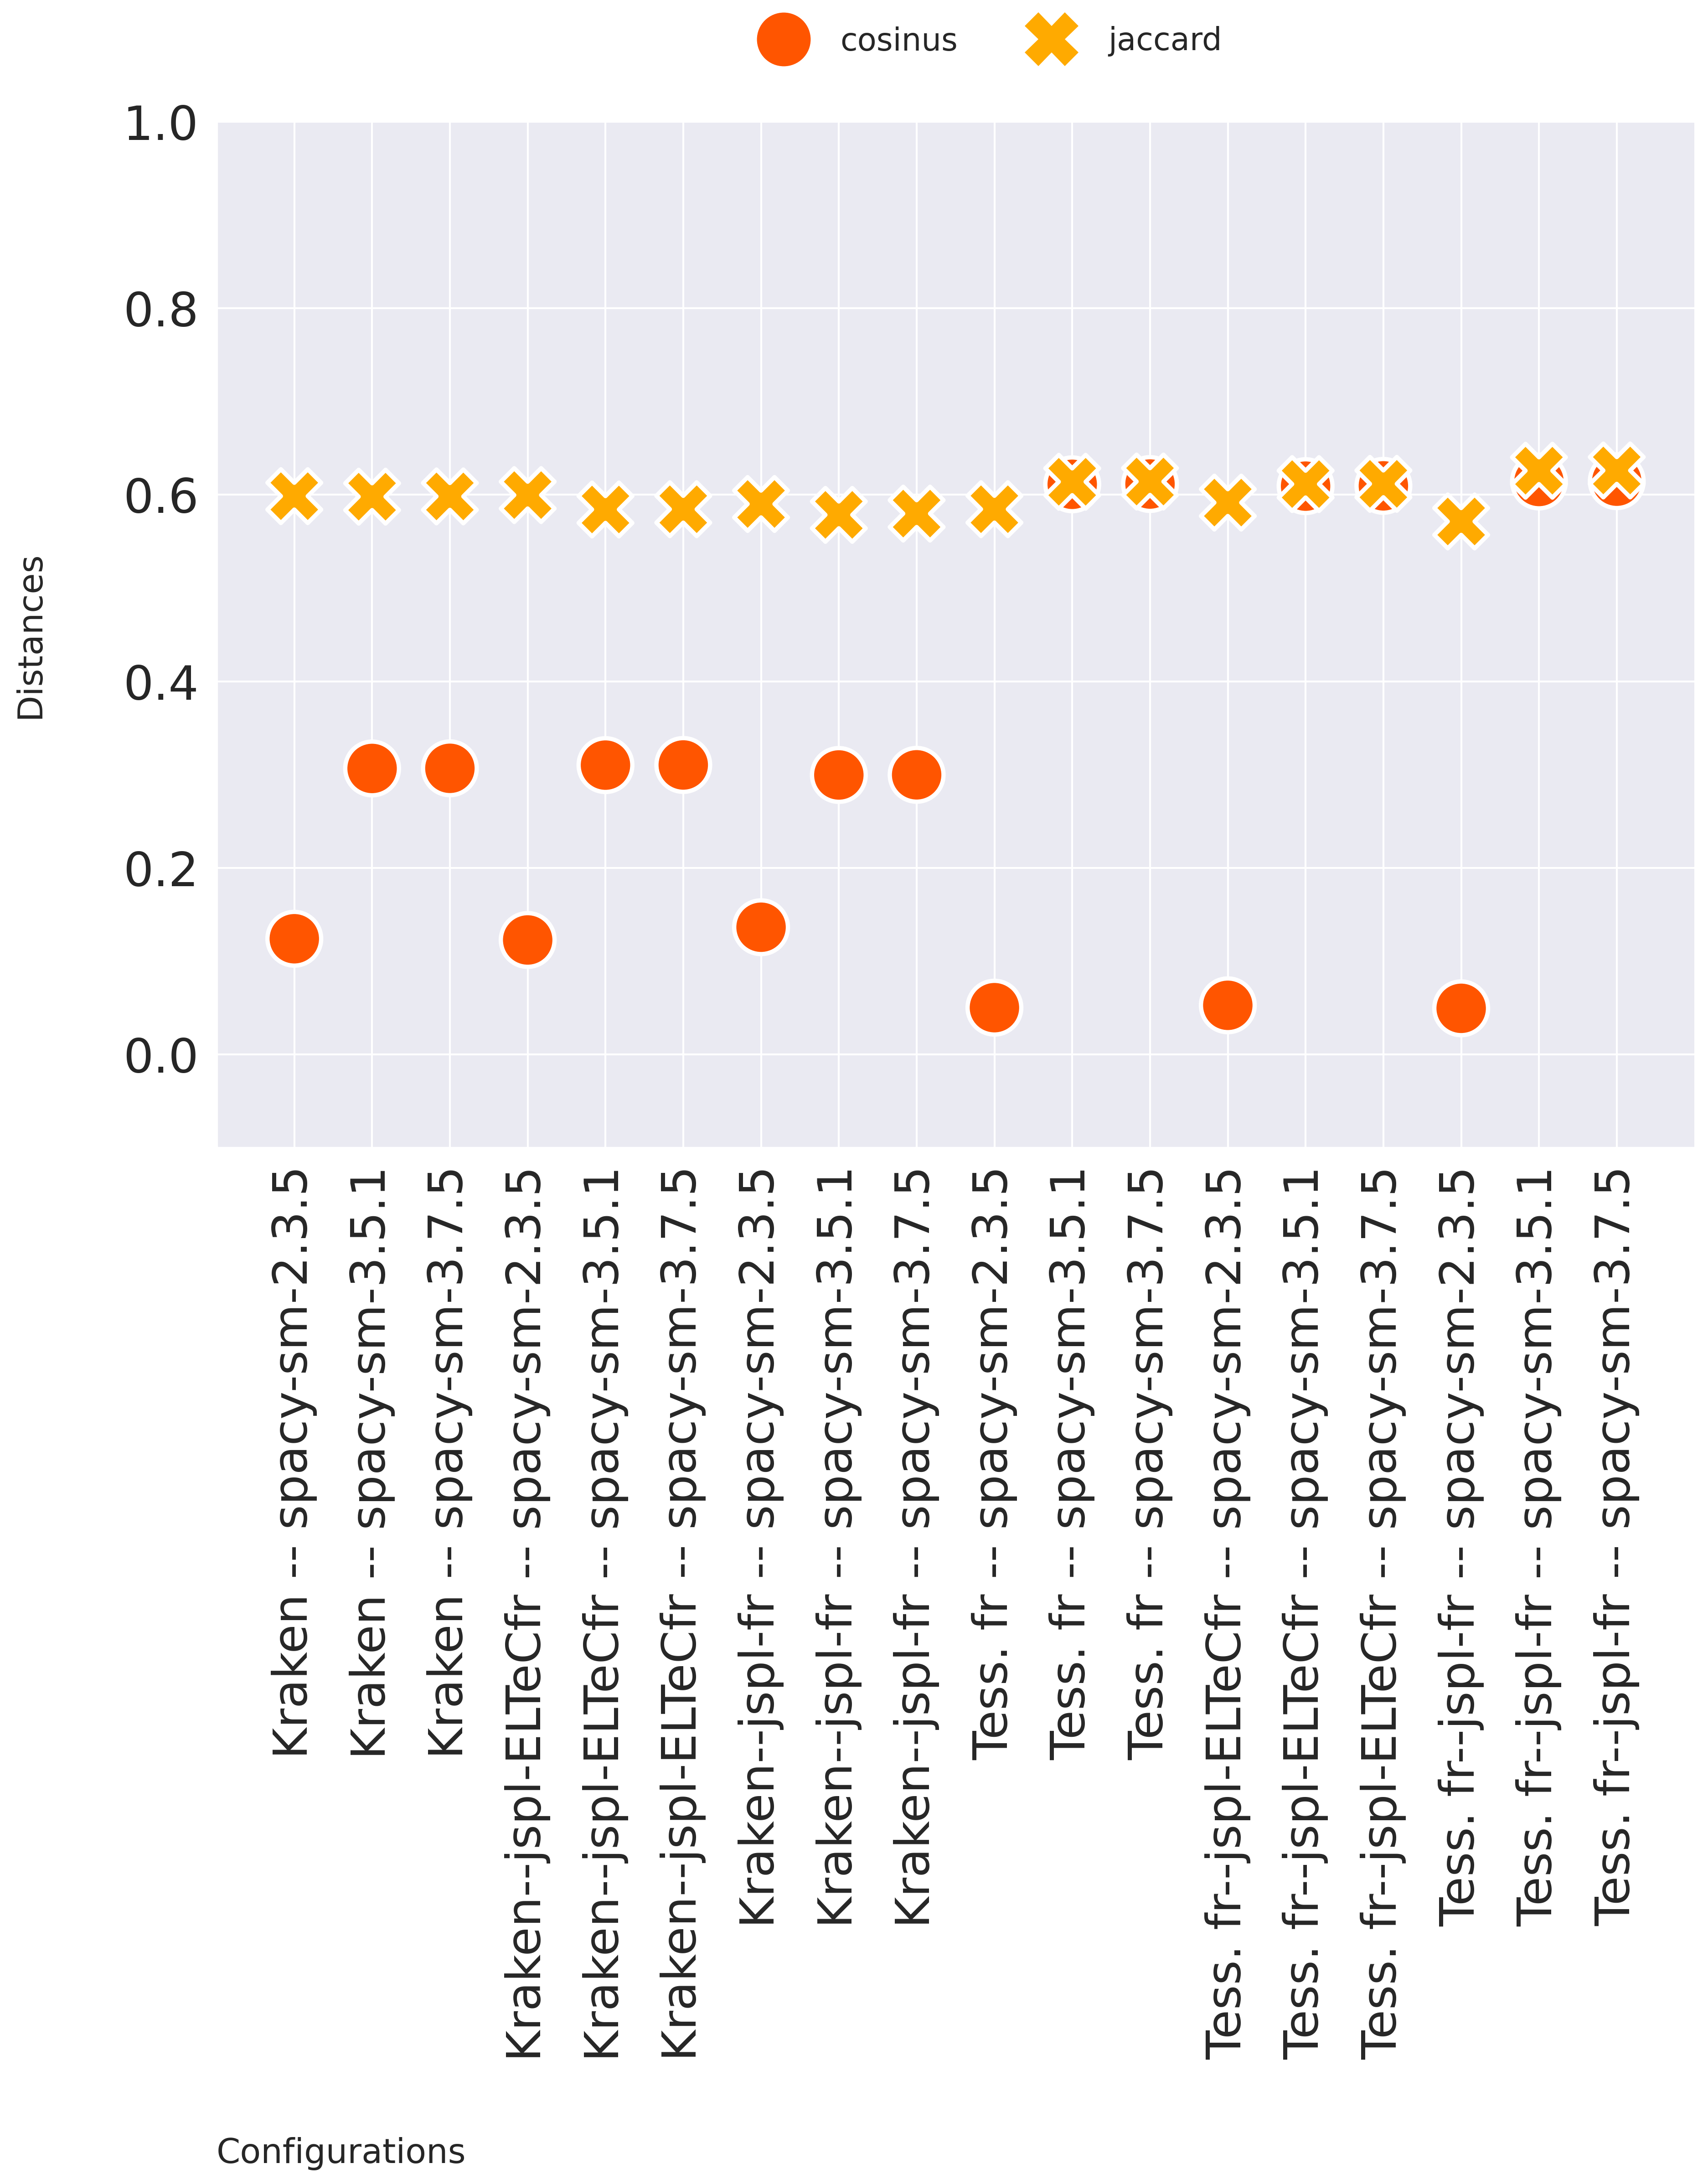 cosinus
jaccard
1.0
0.8
0.6
0.4
0.2
0.0
Distances
Kraken -- spacy-sm-2.3.5
Kraken -- spacy-sm-3.5.1
Kraken -- spacy-sm-3.7.5
Kraken--jspl-ELTeCfr -- spacy-sm-2.3.5
Kraken--jspl-ELTeCfr -- spacy-sm-3.5.1
Kraken--jspl-ELTeCfr -- spacy-sm-3.7.5
Kraken--jspl-fr -- spacy-sm-2.3.5
Kraken--jspl-fr -- spacy-sm-3.5.1
Kraken--jspl-fr -- spacy-sm-3.7.5
Tess. fr -- spacy-sm-2.3.5
Tess. fr -- spacy-sm-3.5.1
Tess. fr -- spacy-sm-3.7.5
Tess. fr--jspl-ELTeCfr -- spacy-sm-2.3.5
Tess. fr--jspl-ELTeCfr -- spacy-sm-3.5.1
Tess. fr--jspl-ELTeCfr -- spacy-sm-3.7.5
Tess. fr--jspl-fr -- spacy-sm-2.3.5
Tess. fr--jspl-fr -- spacy-sm-3.5.1
Tess. fr--jspl-fr -- spacy-sm-3.7.5
Configurations